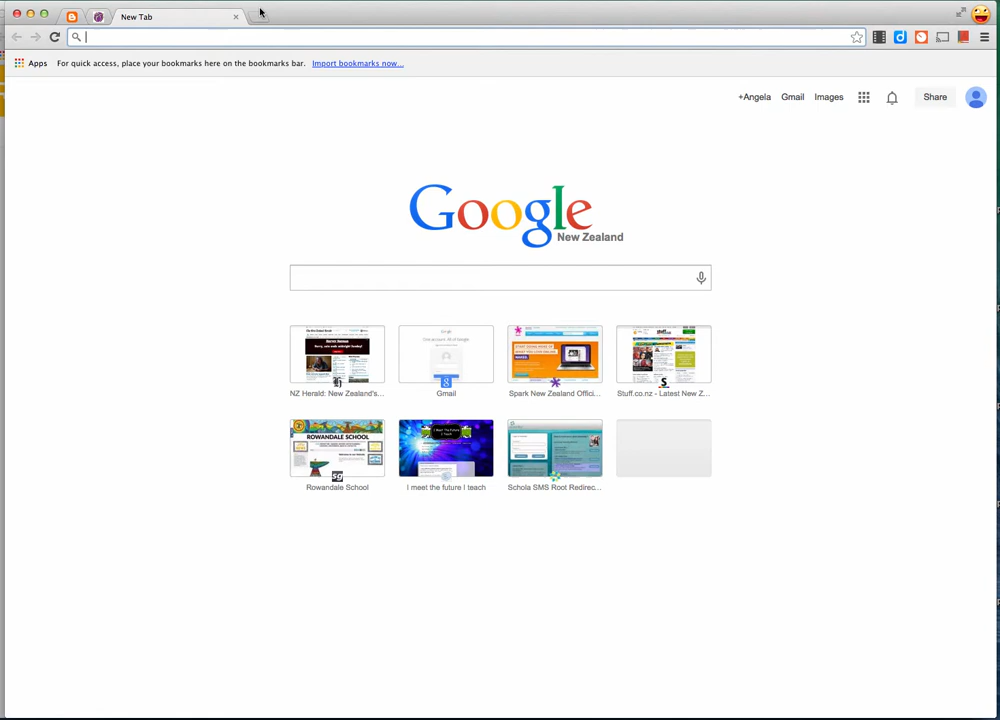 New Tab
Apps For quick access, place your bookmarks here on the bookmarks bar. Import bookmarks now...
+Angela Gmail Images Share
Google
New Zealand
NZ Herald: New Zealand's... Gmail Spark New Zealand Offici... Stuff.co.nz - Latest New Z...
ROWANDALE SCHOOL
Rowandale School I meet the future I teach Schola SMS Root Redirec...